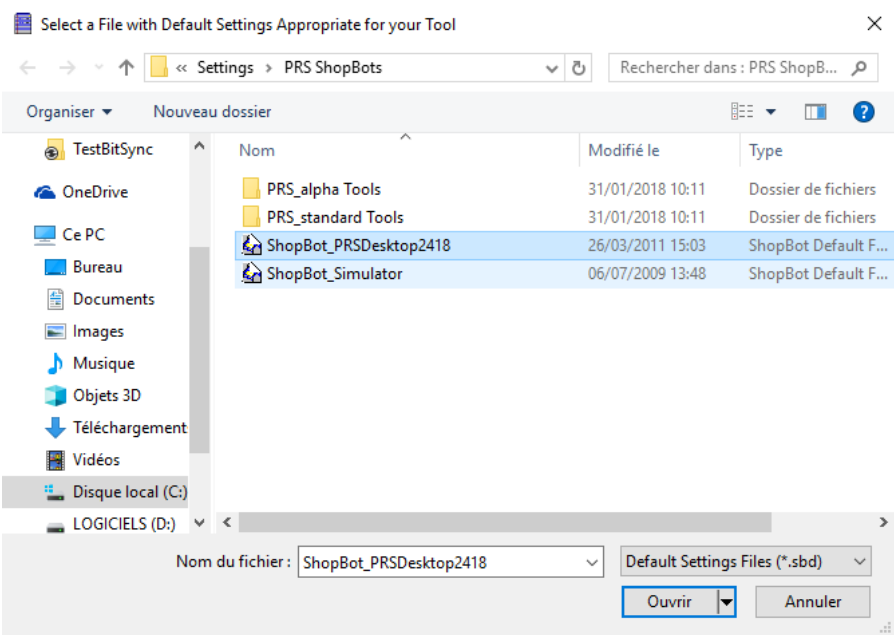 Select a File with Default Settings Appropriate for your Tool
« Settings > PRS ShopBots
Rechercher dans : PRS ShopB...
Organiser
Nouveau dossier
Nom Modifié le Type
TestBitSync
OneDrive
Ce PC
Bureau
Documents
Images
Musique
Objets 3D
Téléchargement
Vidéos
Disque local (C:)
LOGICIELS (D:)
PRS_alpha Tools 31/01/2018 10:11 Dossier de fichiers
PRS_standard Tools 31/01/2018 10:11 Dossier de fichiers
ShopBot_PRSDesktop2418 26/03/2011 15:03 ShopBot Default F...
ShopBot_Simulator 06/07/2009 13:48 ShopBot Default F...
Nom du fichier : ShopBot_PRSDesktop2418 Default Settings Files (*.sbd)
Ouvrir Annuler